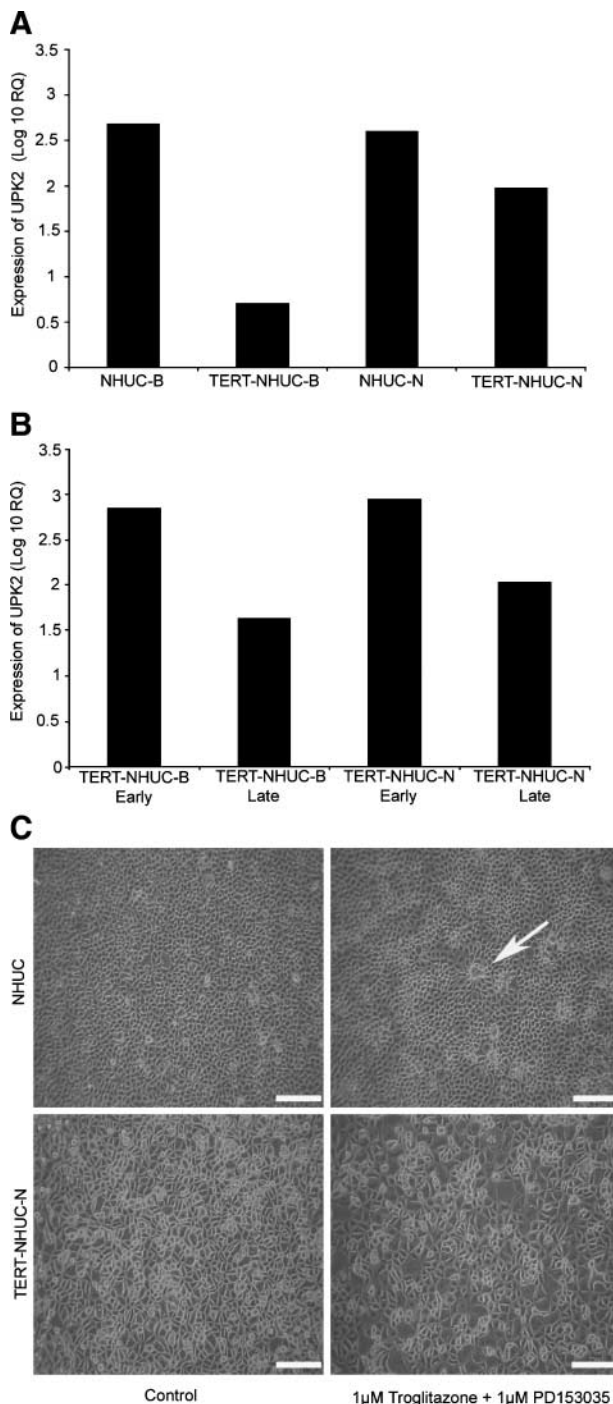 A
Expression of UPK2 (Log 10 RQ)
3.5
3
2.5
2
1.5
1
0.5
0
NHUC-B TERT-NHUC-B NHUC-N TERT-NHUC-N
B
Expression of UPK2 (Log 10 RQ)
3.5
3
2.5
2
1.5
1
0.5
0
TERT-NHUC-B TERT-NHUC-B TERT-NHUC-N TERT-NHUC-N
Early Late Early Late
C
NHUC
TERT-NHUC-N
Control 1µM Troglitazone + 1µM PD153035